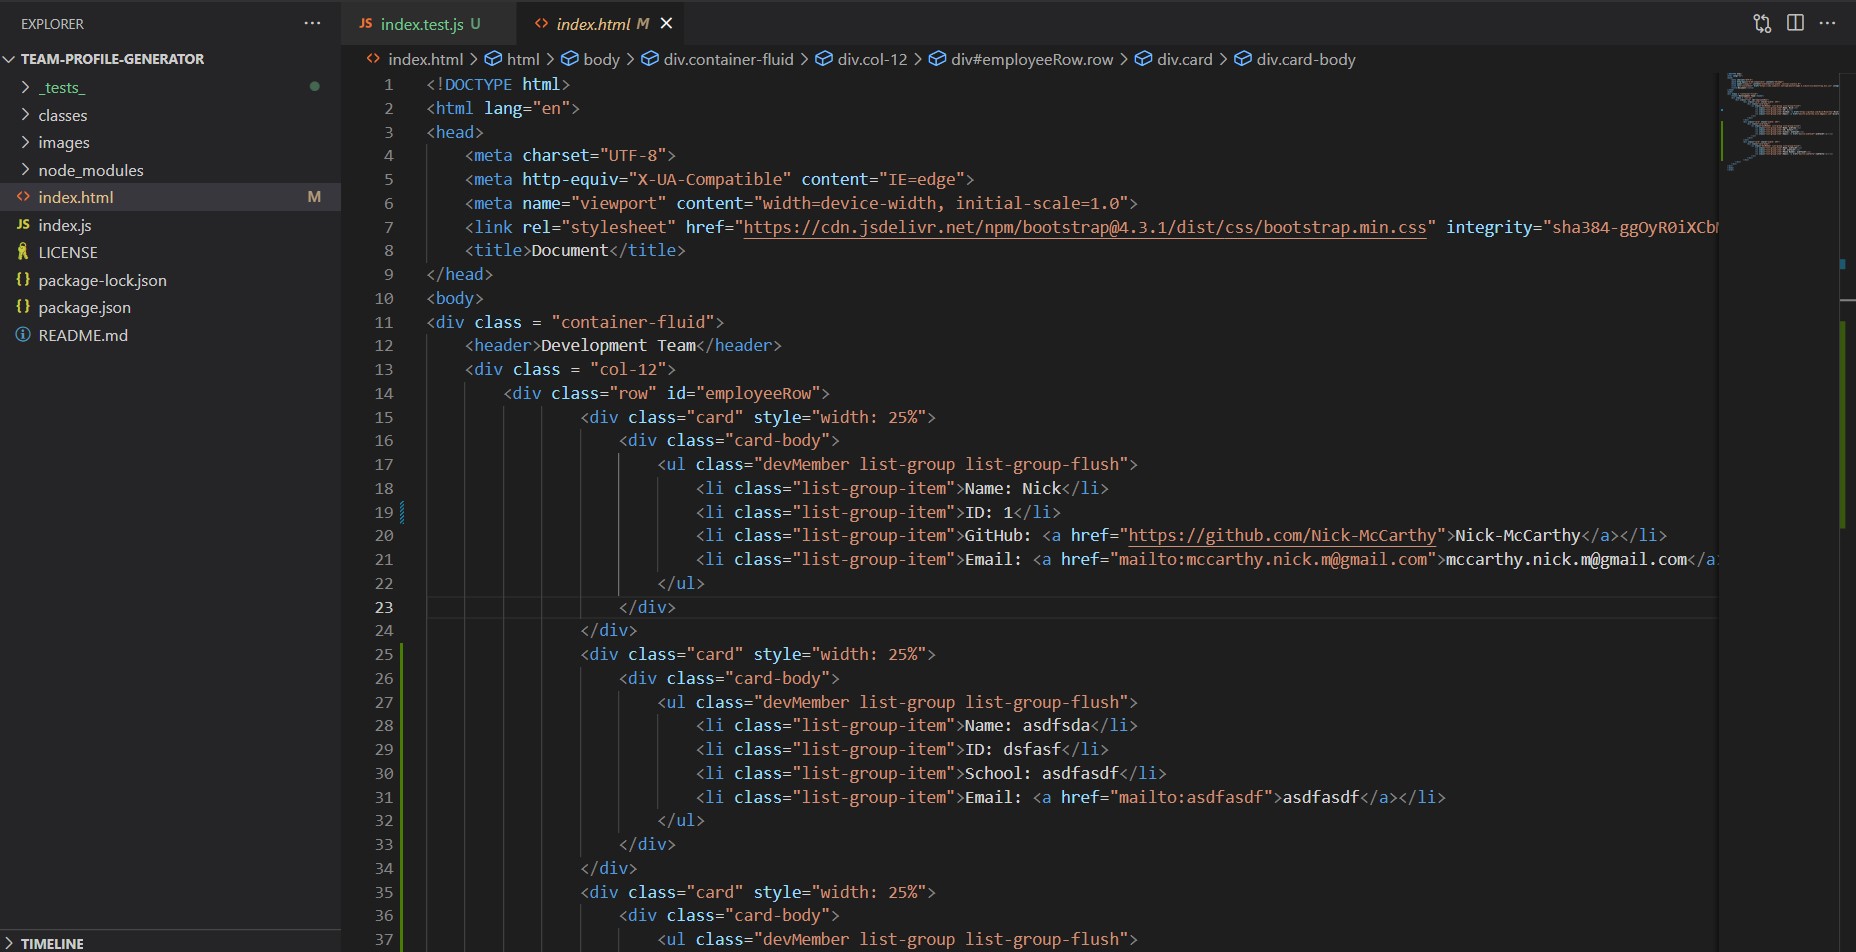 EXPLORER
TEAM-PROFILE-GENERATOR
_tests_
classes
images
node_modules
index.html M
index.js
LICENSE
package-lock.json
package.json
README.md
TIMELINE
JS index.test.js U
index.html M
index.html > html > body > div.container-fluid > div.col-12 > div#employeeRow.row > div.card > div.card-body
1 <!DOCTYPE html>
2 <html lang="en">
3 <head>
4 <meta charset="UTF-8">
5 <meta http-equiv="X-UA-Compatible" content="IE=edge">
6 <meta name="viewport" content="width=device-width, initial-scale=1.0">
7 <link rel="stylesheet" href="https://cdn.jsdelivr.net/npm/bootstrap@4.3.1/dist/css/bootstrap.min.css" integrity="sha384-ggOyR0iXCb
8 <title>Document</title>
9 </head>
10 <body>
11 <div class = "container-fluid">
12 <header>Development Team</header>
13 <div class = "col-12">
14 <div class="row" id="employeeRow">
15 <div class="card" style="width: 25%">
16 <div class="card-body">
17 <ul class="devMember list-group list-group-flush">
18 <li class="list-group-item">Name: Nick</li>
19 <li class="list-group-item">ID: 1</li>
20 <li class="list-group-item">GitHub: <a href="https://github.com/Nick-McCarthy">Nick-McCarthy</a></li>
21 <li class="list-group-item">Email: <a href="mailto:mccarthy.nick.m@gmail.com">mccarthy.nick.m@gmail.com</a
22 </ul>
23 </div>
24 </div>
25 <div class="card" style="width: 25%">
26 <div class="card-body">
27 <ul class="devMember list-group list-group-flush">
28 <li class="list-group-item">Name: asdfsda</li>
29 <li class="list-group-item">ID: dsfasf</li>
30 <li class="list-group-item">School: asdfasdf</li>
31 <li class="list-group-item">Email: <a href="mailto:asdfasdf">asdfasdf</a></li>
32 </ul>
33 </div>
34 </div>
35 <div class="card" style="width: 25%">
36 <div class="card-body">
37 <ul class="devMember list-group list-group-flush">